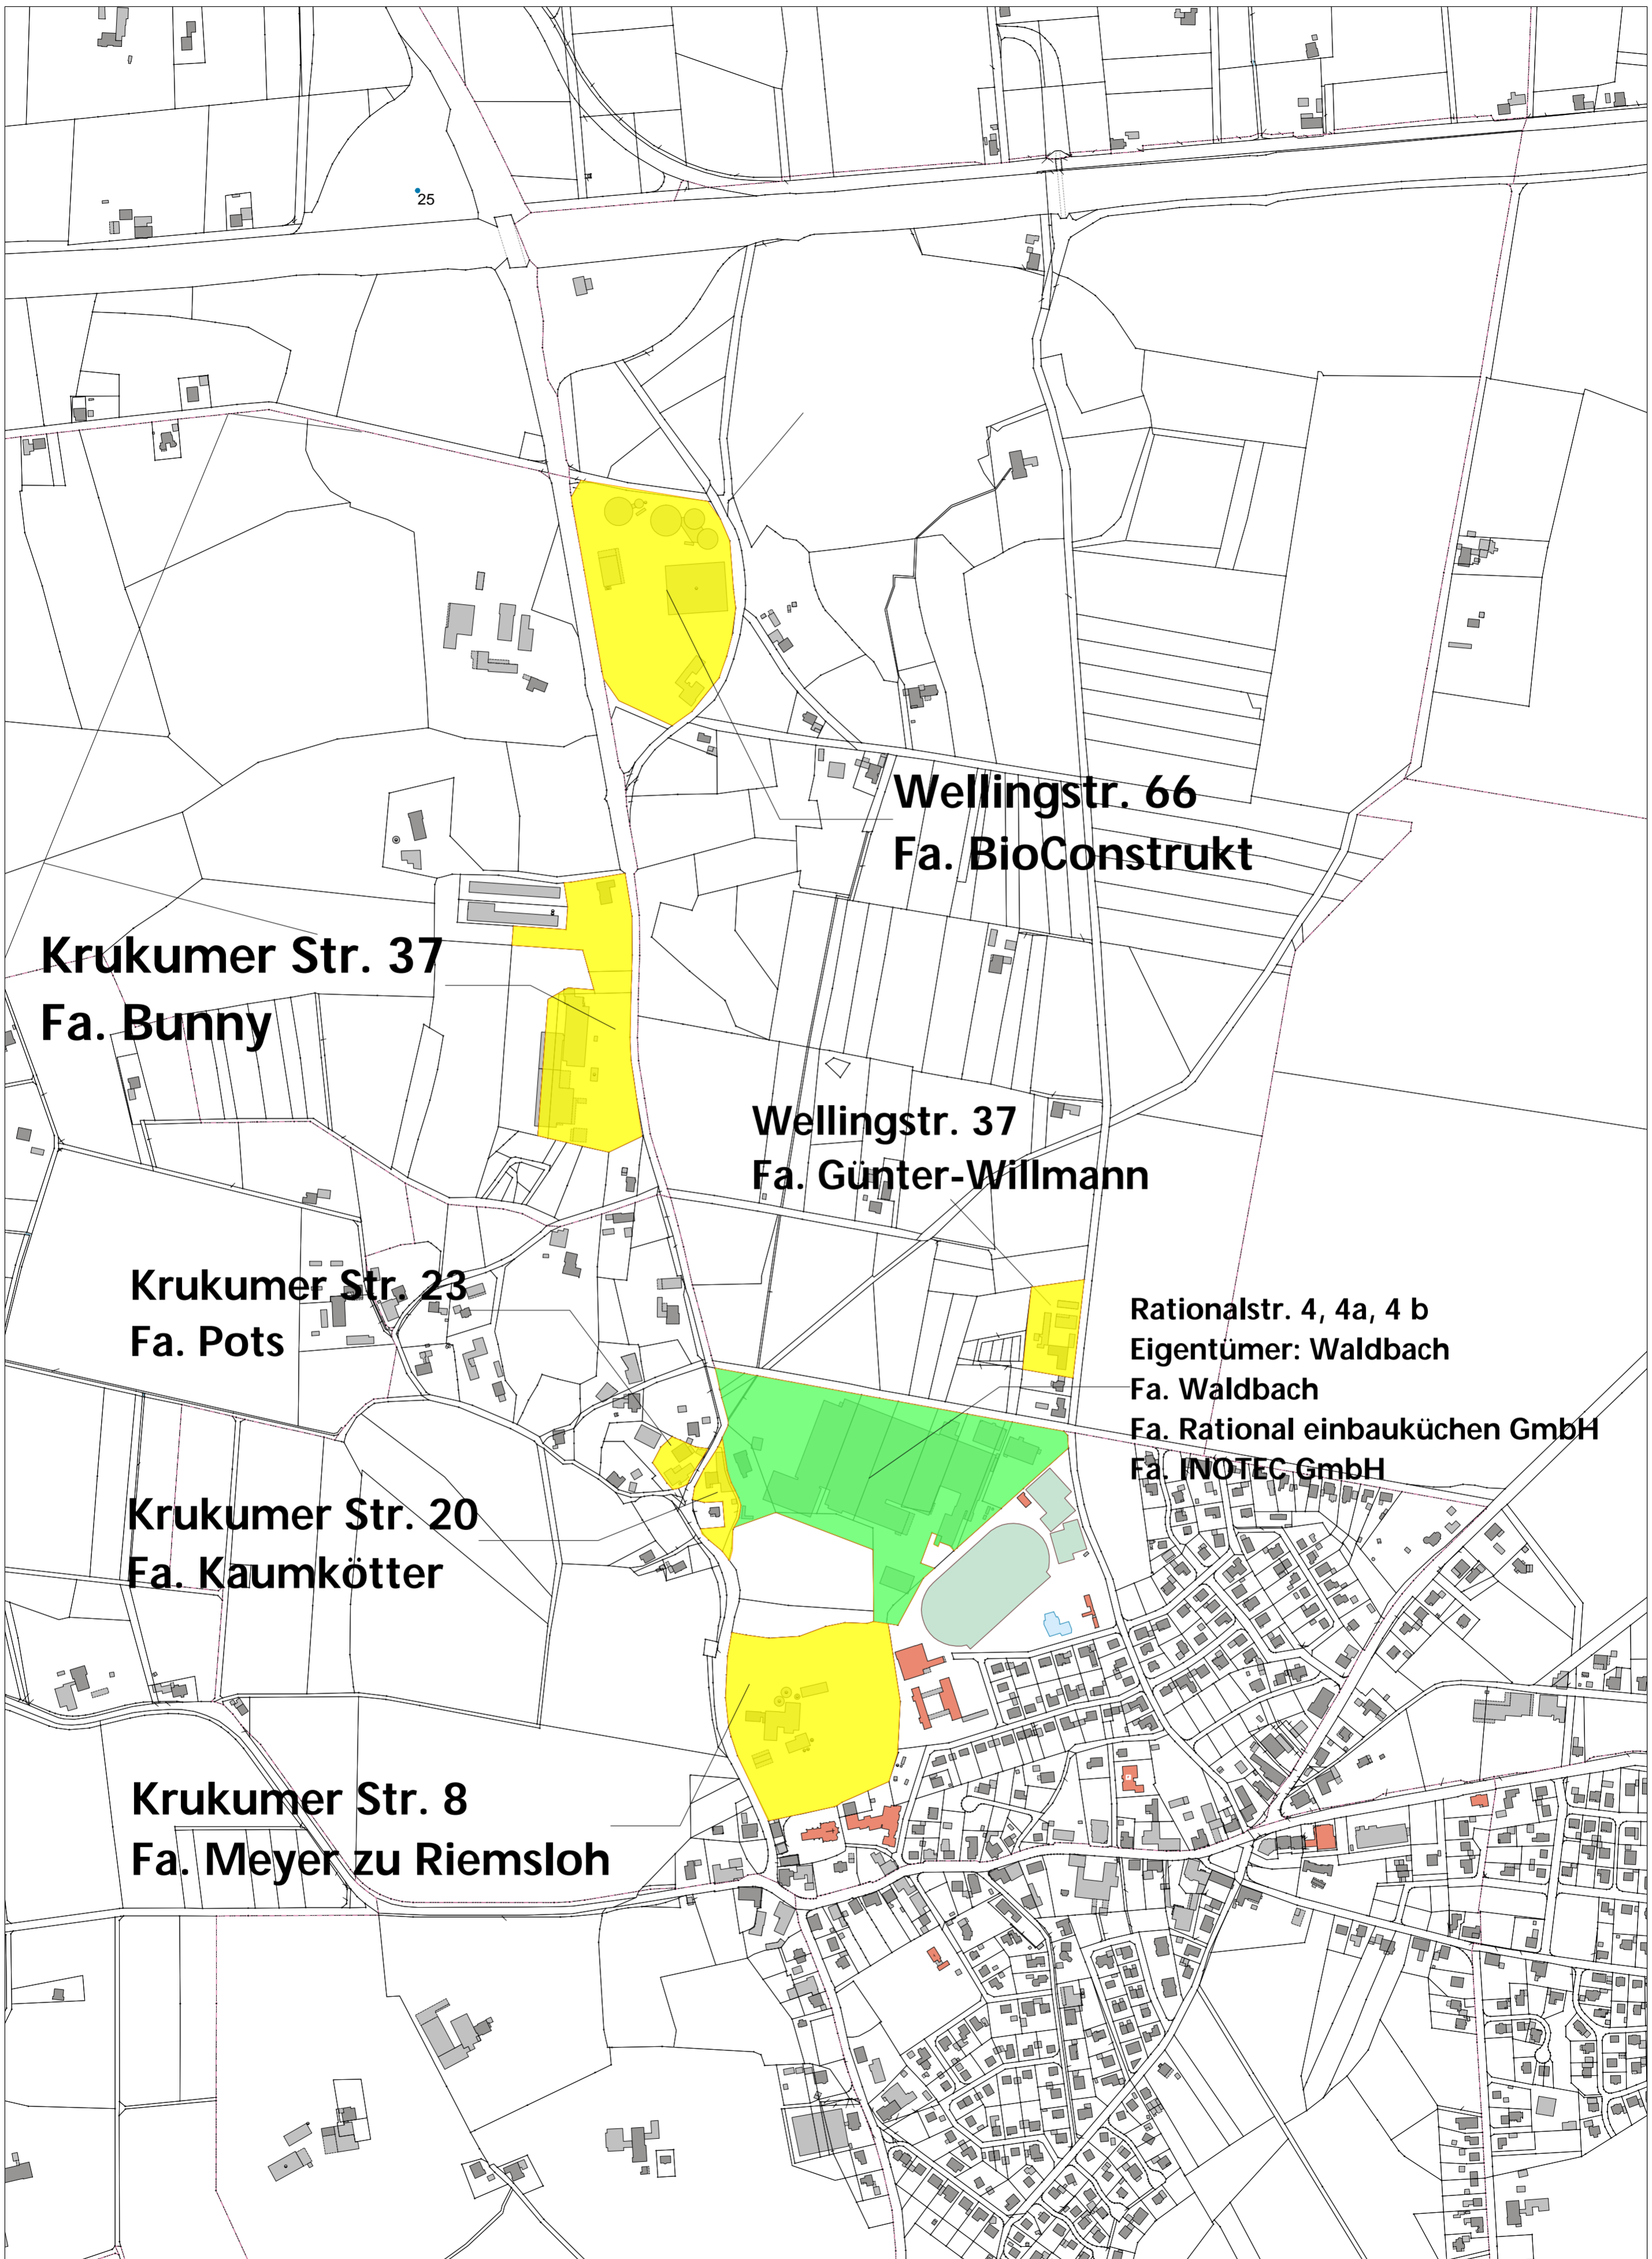 25
Wellingstr. 66
Fa. BioConstrukt
Krukumer Str. 37
Fa. Bunny
Wellingstr. 37
Fa. Günter-Willmann
Krukumer Str. 23
Fa. Pots
Rationalstr. 4, 4a, 4 b
Eigentümer: Waldbach
Fa. Waldbach
Fa. Rational einbauküchen GmbH
Fa. INOTEC GmbH
Krukumer Str. 20
Fa. Kaumkötter
Krukumer Str. 8
Fa. Meyer zu Riemsloh